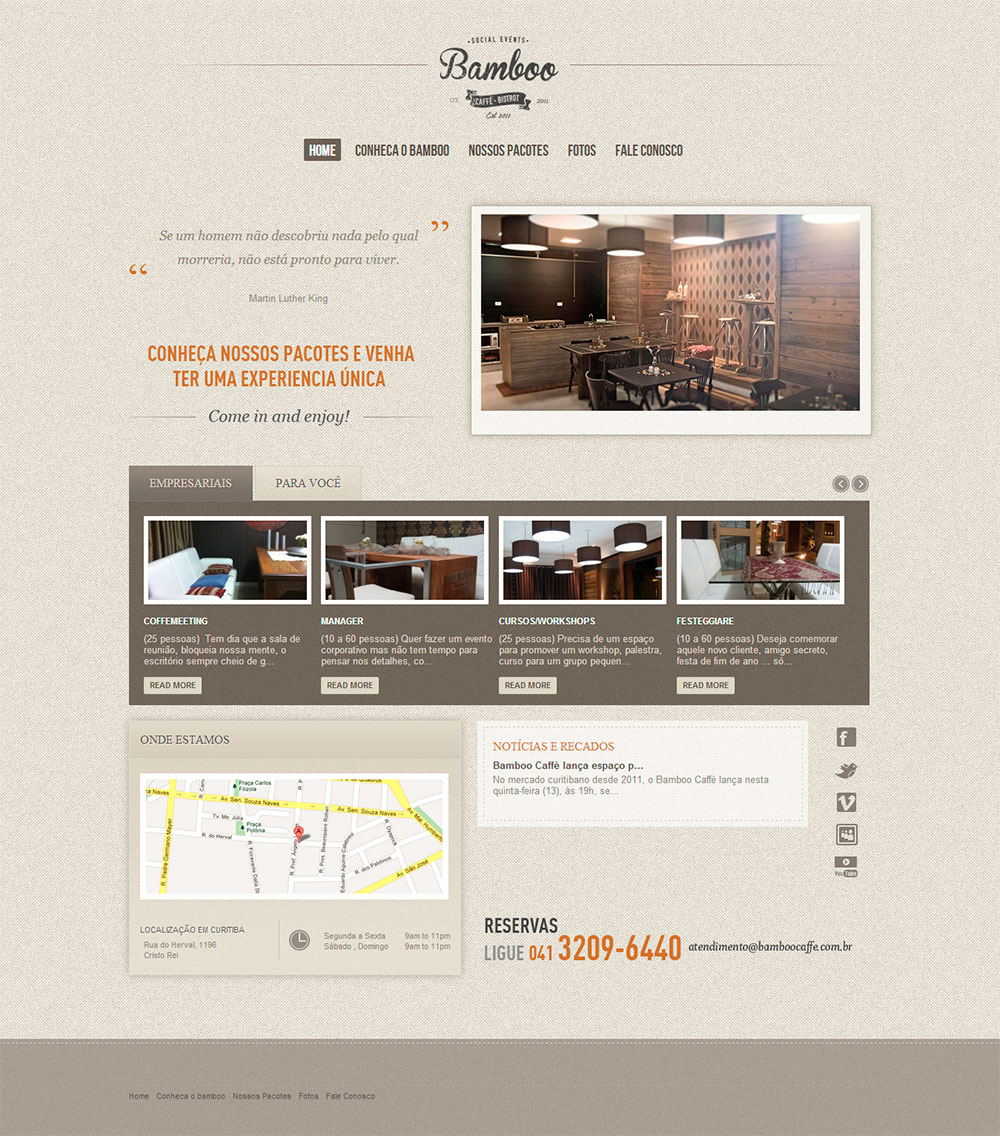 • SOCIAL EVENTS •
Bamboo
CAFFÈ - BISTROT
2011
Est 2011
HOME CONHECA O BAMBOO NOSSOS PACOTES FOTOS FALE CONOSCO
“ Se um homem não descobriu nada pelo qual
morreria, não está pronto para viver. ”
Martin Luther King
CONHEÇA NOSSOS PACOTES E VENHA
TER UMA EXPERIENCIA ÚNICA
Come in and enjoy!
EMPRESARIAIS PARA VOCÊ
COFFEMEETING
(25 pessoas) Tem dia que a sala de
reunião, bloqueia nossa mente, o
escritório sempre cheio de g...
READ MORE
MANAGER
(10 a 60 pessoas) Quer fazer um evento
corporativo mas não tem tempo para
pensar nos detalhes, co...
READ MORE
CURSOS/WORKSHOPS
(25 pessoas) Precisa de um espaço
para promover um workshop, palestra,
curso para um grupo pequen...
READ MORE
FESTEGGIARE
(10 a 60 pessoas) Deseja comemorar
aquele novo cliente, amigo secreto,
festa de fim de ano ... só...
READ MORE
ONDE ESTAMOS
Praça Carlos
Filizola
Av. Sen. Souza Naves
Av. Sen. Souza Naves
Av. Mal. Humberto
Tv. Me. Júlia
Praça
Polônia
R. do Herval
R. Padre Germano Mayer
R. Pres. Beaurepaire Rohan
Eduardo Aguirre Calabresi
R. dos Palotinos
Av. São José
A
LOCALIZAÇÃO EM CURITIBA
Rua do Herval, 1196
Cristo Rei
Segunda a Sexta 9am to 11pm
Sábado , Domingo 9am to 11pm
NOTÍCIAS E RECADOS
Bamboo Caffè lança espaço p...
No mercado curitibano desde 2011, o Bamboo Caffè lança nesta
quinta-feira (13), às 19h, se...
You Tube
RESERVAS
LIGUE 041 3209-6440 atendimento@bamboocaffe.com.br
Home Conheca o bamboo Nossos Pacotes Fotos Fale Conosco